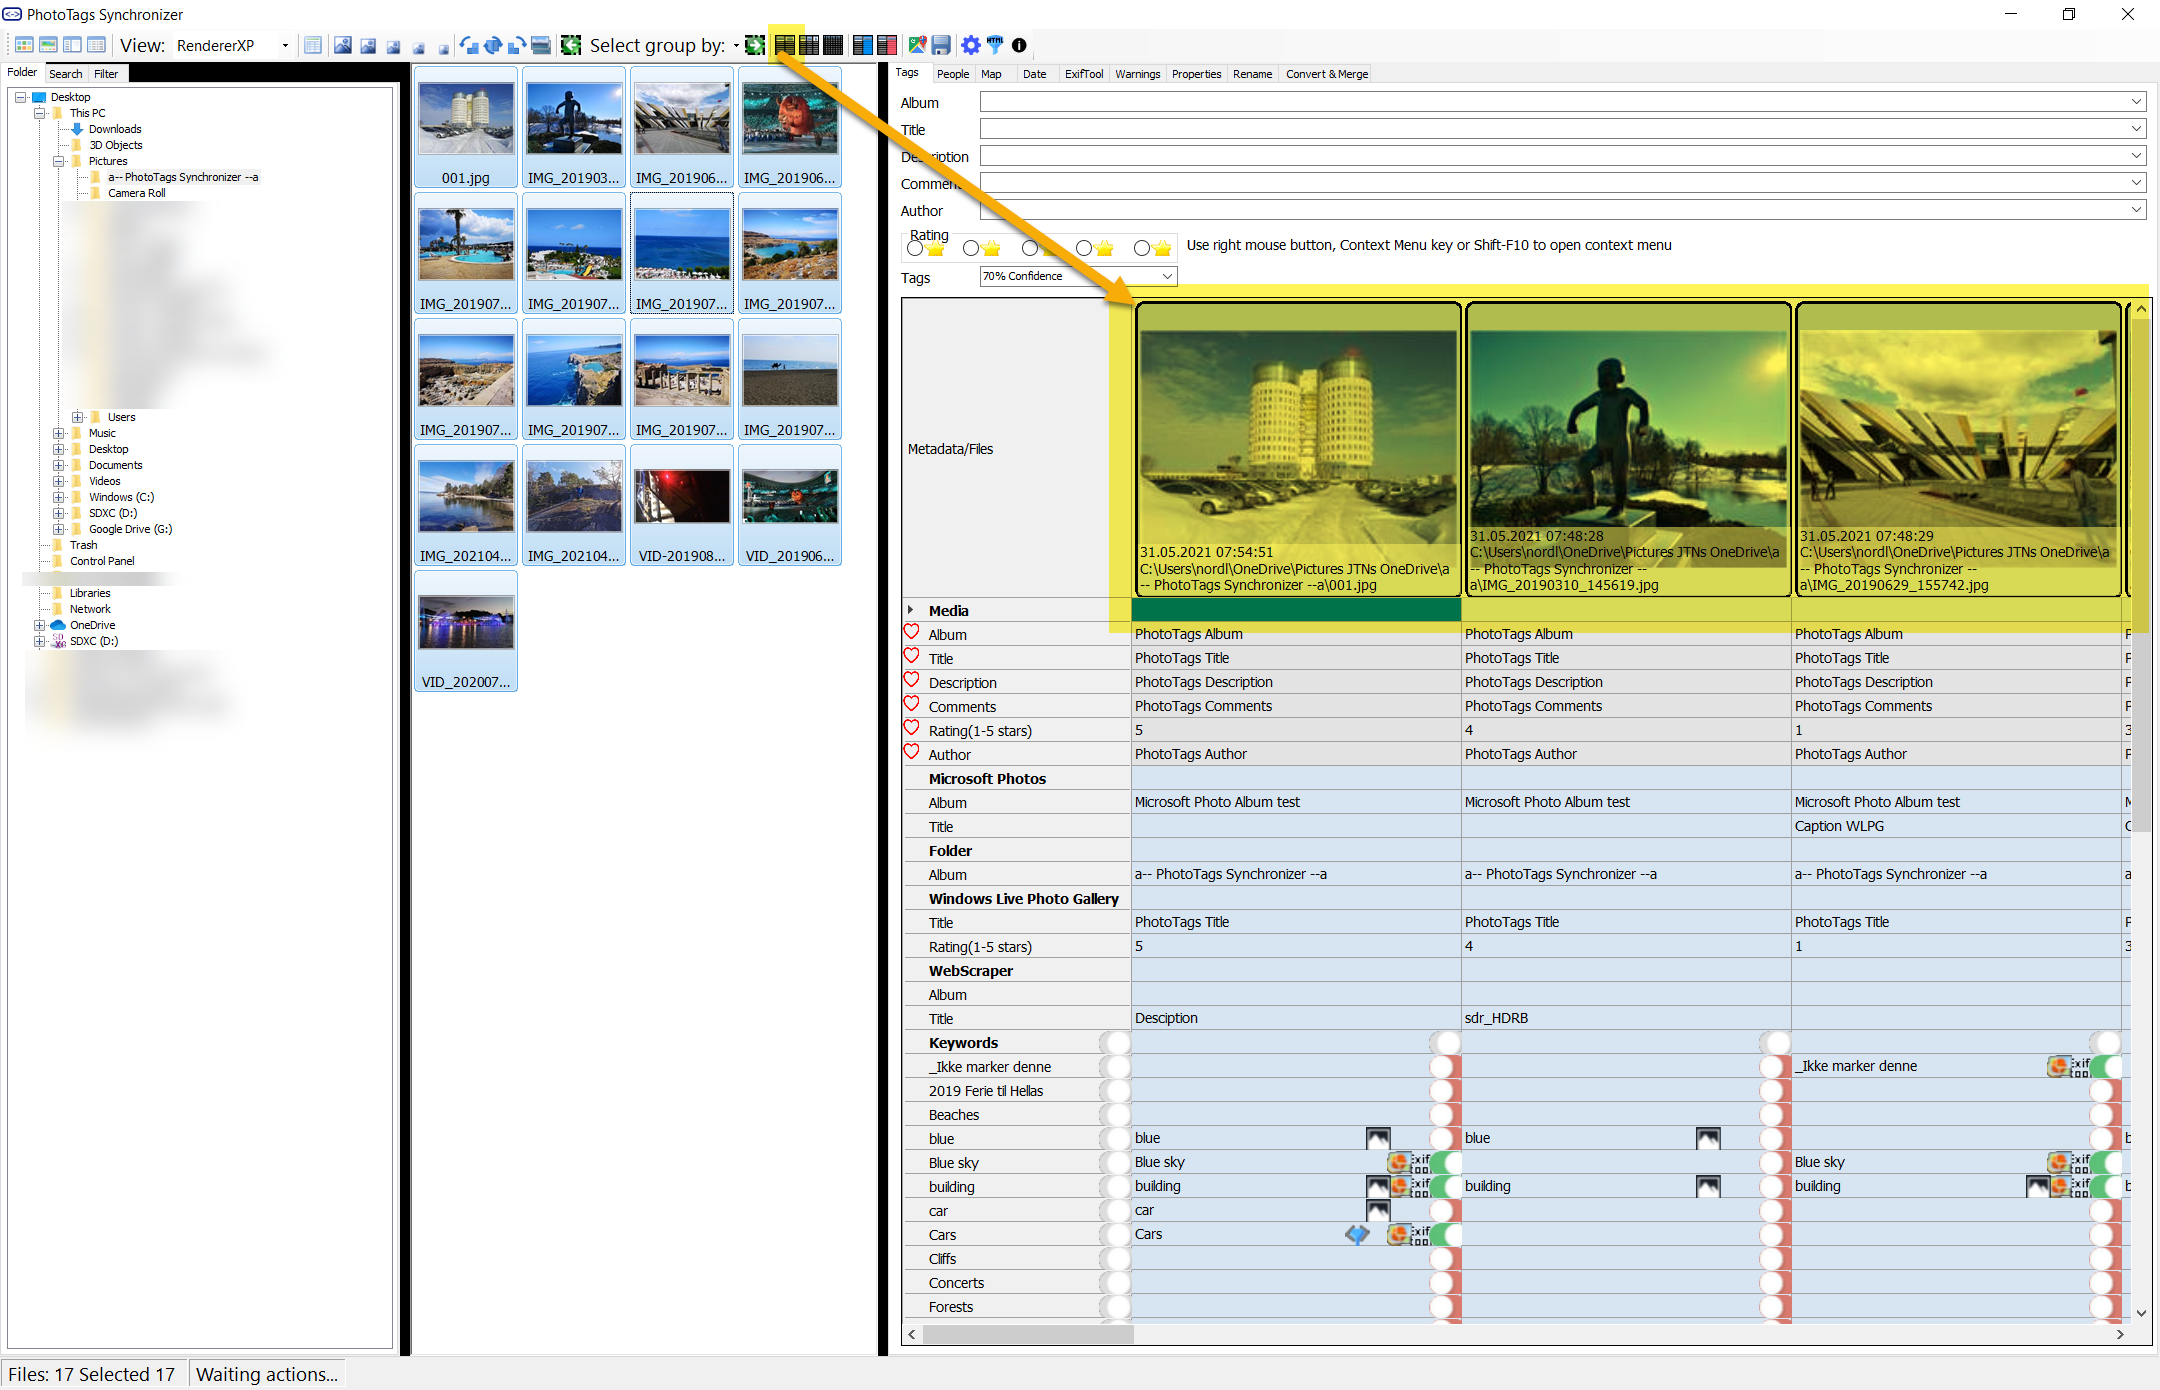 PhotoTags Synchronizer
View: RendererXP
Select group by:
HTML
Folder Search Filter
Desktop
This PC
Downloads
3D Objects
Pictures
a-- PhotoTags Synchronizer --a
Camera Roll
Users
Music
Desktop
Documents
Videos
Windows (C:)
SDXC (D:)
Google Drive (G:)
Trash
Control Panel
Libraries
Network
OneDrive
SDXC (D:)
001.jpg IMG_201903... IMG_201906... IMG_201906...
IMG_201907... IMG_201907... IMG_201907... IMG_201907...
IMG_201907... IMG_201907... IMG_201907... IMG_201907...
IMG_202104... IMG_202104... VID-201908... VID_201906...
VID_202007...
Tags People Map Date ExifTool Warnings Properties Rename Convert & Merge
Album
Title
Description
Comment
Author
Rating
Use right mouse button, Context Menu key or Shift-F10 to open context menu
Tags 70% Confidence
Metadata/Files
31.05.2021 07:54:51
C:\Users\nordl\OneDrive\Pictures JTNs OneDrive\a
-- PhotoTags Synchronizer --a\001.jpg
31.05.2021 07:48:28
C:\Users\nordl\OneDrive\Pictures JTNs OneDrive\a
-- PhotoTags Synchronizer --
a\IMG_20190310_145619.jpg
31.05.2021 07:48:29
C:\Users\nordl\OneDrive\Pictures JTNs OneDrive\a
-- PhotoTags Synchronizer --
a\IMG_20190629_155742.jpg
Media
Album PhotoTags Album PhotoTags Album PhotoTags Album
Title PhotoTags Title PhotoTags Title PhotoTags Title
Description PhotoTags Description PhotoTags Description PhotoTags Description
Comments PhotoTags Comments PhotoTags Comments PhotoTags Comments
Rating(1-5 stars) 5 4 1 3
Author PhotoTags Author PhotoTags Author PhotoTags Author
Microsoft Photos
Album Microsoft Photo Album test Microsoft Photo Album test Microsoft Photo Album test
Title Caption WLPG
Folder
Album a-- PhotoTags Synchronizer --a a-- PhotoTags Synchronizer --a a-- PhotoTags Synchronizer --a a
Windows Live Photo Gallery
Title PhotoTags Title PhotoTags Title PhotoTags Title
Rating(1-5 stars) 5 4 1 3
WebScraper
Album
Title Desciption sdr_HDRB
Keywords
_Ikke marker denne _Ikke marker denne
2019 Ferie til Hellas
Beaches
blue blue blue
Blue sky Blue sky Blue sky
building building building building
car car
Cars Cars
Cliffs
Concerts
Forests
Files: 17 Selected 17 Waiting actions...